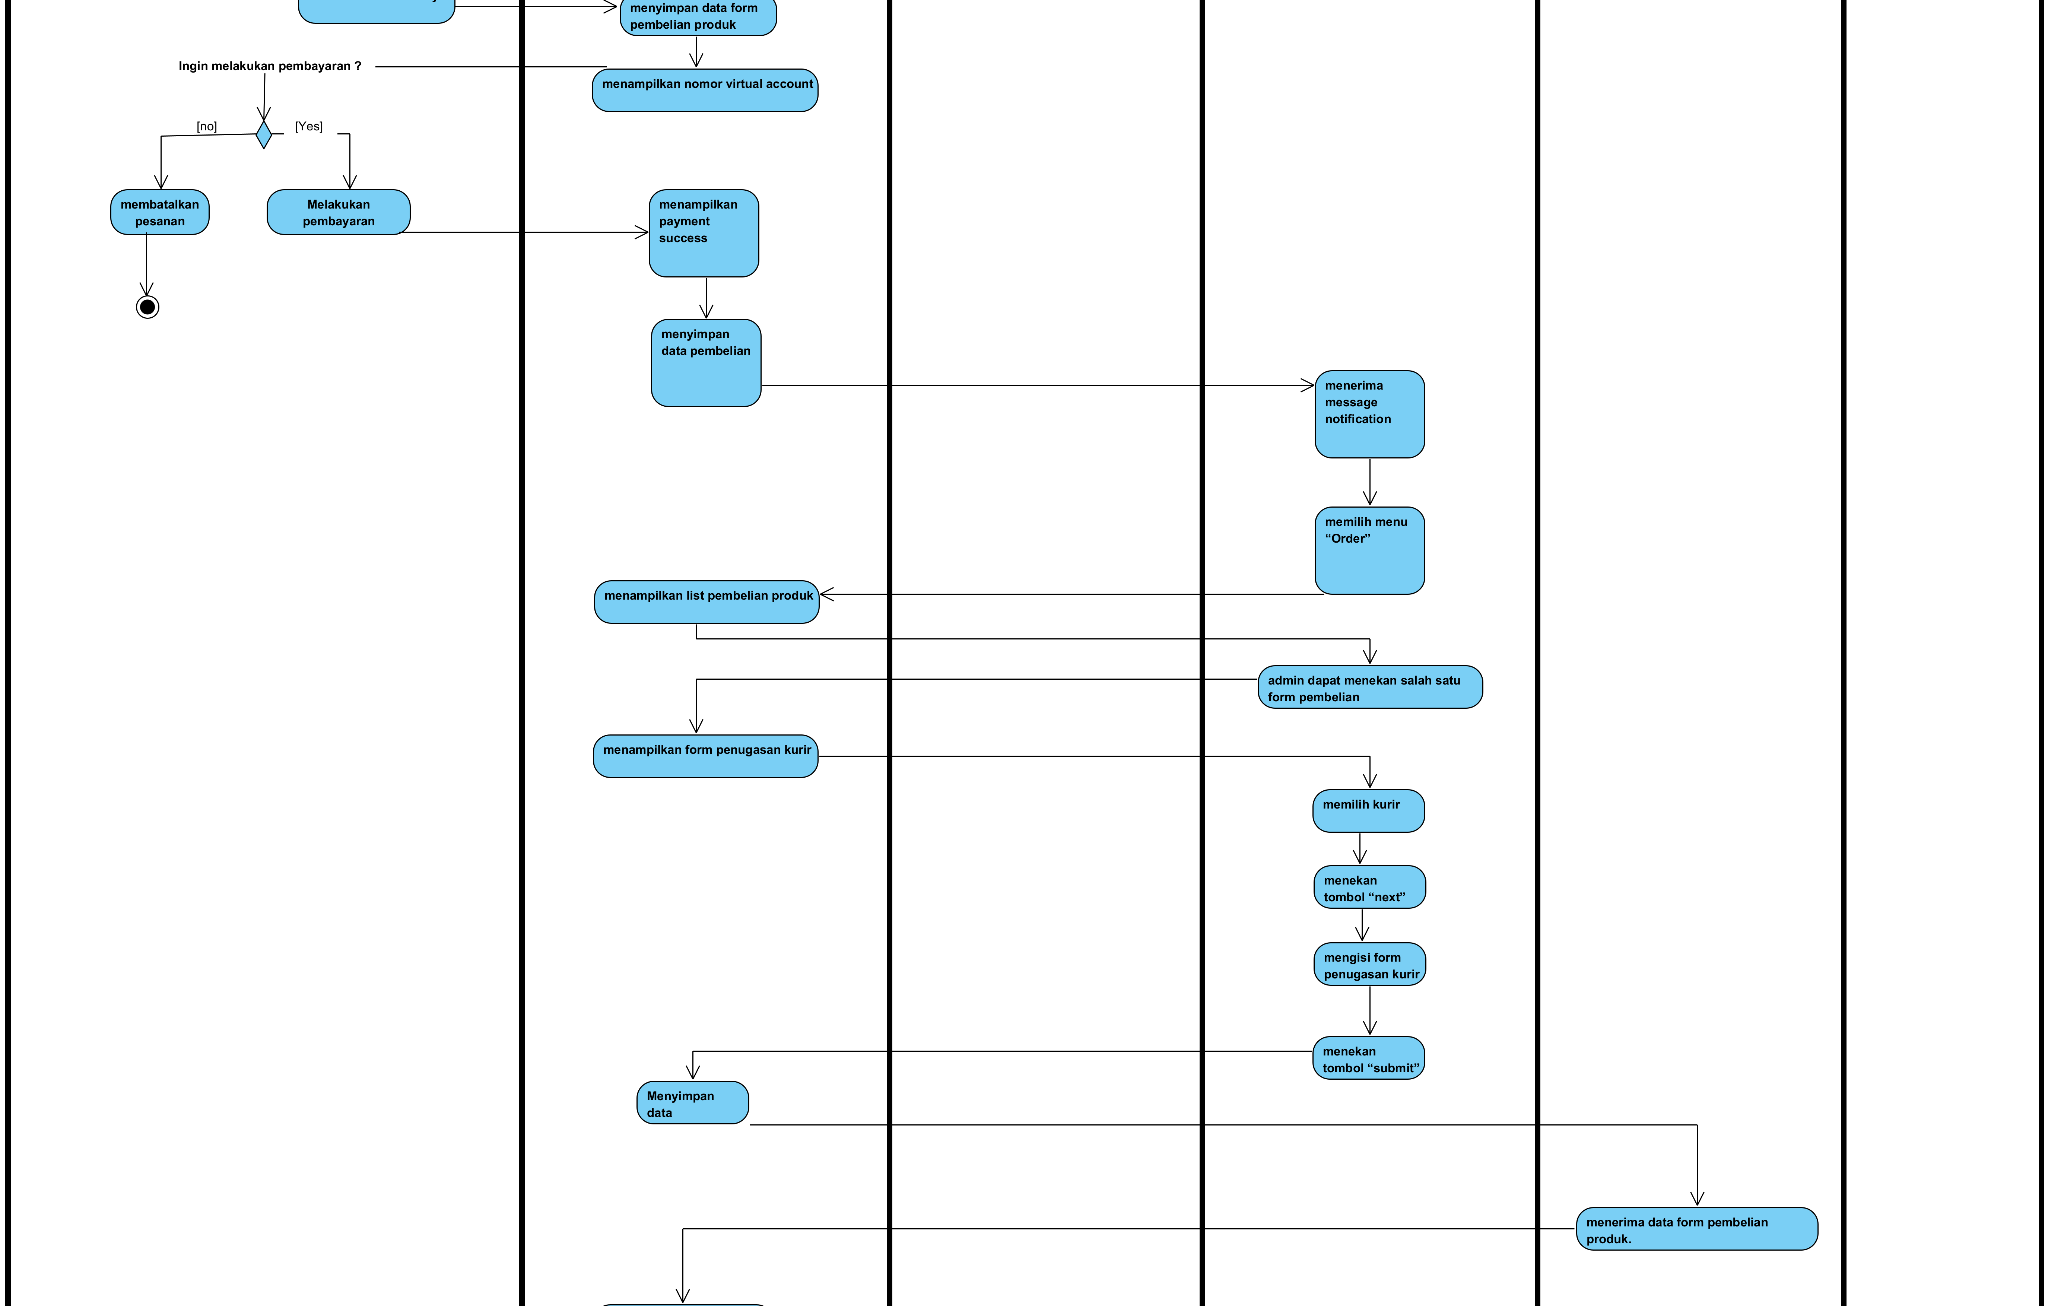 menyimpan data form
pembelian produk
Ingin melakukan pembayaran ?
menampilkan nomor virtual account
[no]
[Yes]
membatalkan
pesanan
Melakukan
pembayaran
menampilkan
payment
success
menyimpan
data pembelian
menerima
message
notification
memilih menu
“Order”
menampilkan list pembelian produk
admin dapat menekan salah satu
form pembelian
menampilkan form penugasan kurir
memilih kurir
menekan
tombol “next”
mengisi form
penugasan kurir
menekan
tombol “submit”
Menyimpan
data
menerima data form pembelian
produk.